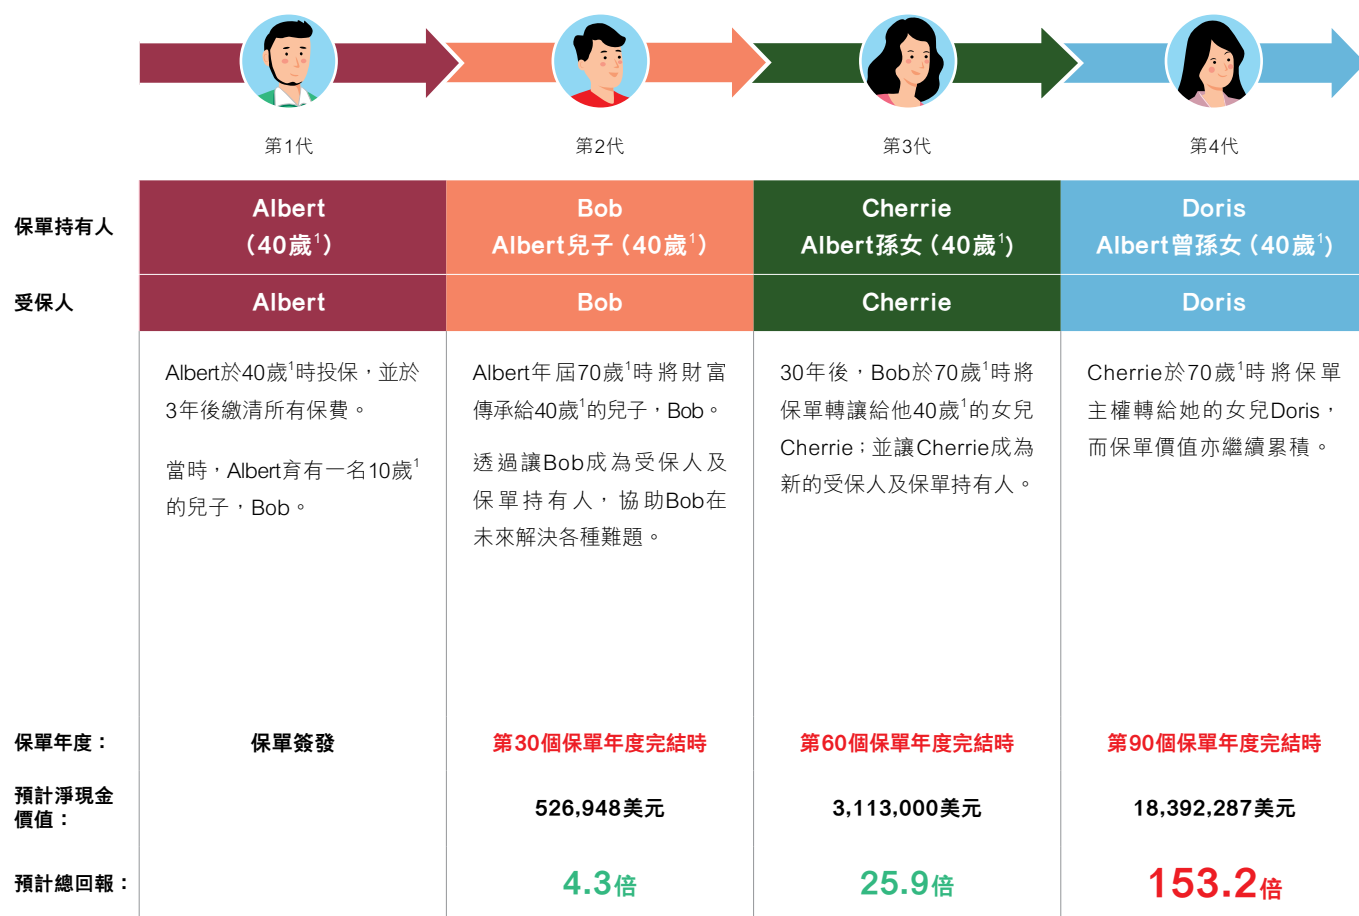 第1代
第2代
第3代
第4代
保單持有人
Albert
（40歲1）
Bob
Albert兒子（40歲1）
Cherrie
Albert孫女（40歲1)
Doris
Albert曾孫女（40歲1)
受保人
Albert
Bob
Cherrie
Doris
Albert於40歲1時投保，並於
3年後繳清所有保費。
當時，Albert育有一名10歲1
的兒子，Bob。
Albert年屆70歲1時將財富
傳承給40歲1的兒子，Bob。
透過讓Bob成為受保人及
保單持有人，協助Bob在
未來解決各種難題。
30年後，Bob於70歲1時將
保單轉讓給他40歲1的女兒
Cherrie；並讓Cherrie成為
新的受保人及保單持有人。
Cherrie於70歲1時將保單
主權轉給她的女兒Doris，
而保單價值亦繼續累積。
保單年度：
保單簽發
第30個保單年度完結時
第60個保單年度完結時
第90個保單年度完結時
預計淨現金
價值：
526,948美元
3,113,000美元
18,392,287美元
預計總回報：
4.3倍
25.9倍
153.2倍